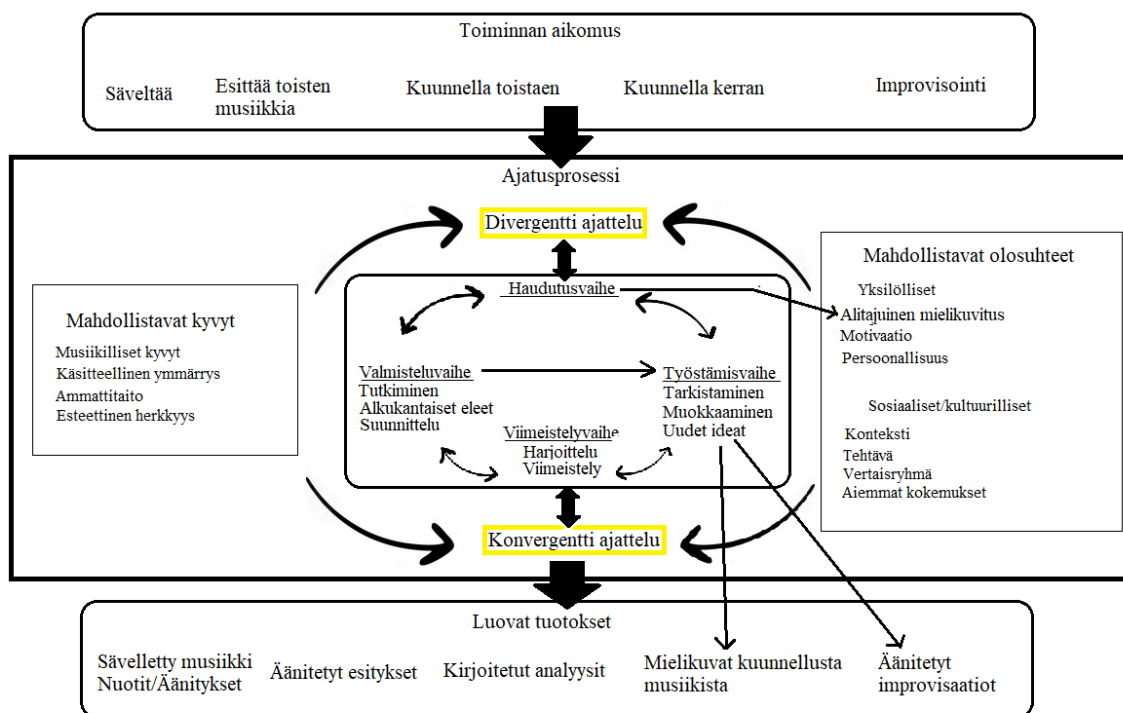 Toiminnan aikomus
Säveltää
Esittää toisten
musiikkia
Kuunnella toistaen
Kuunnella kerran
Improvisointi
Ajatusprosessi
Divergentti ajattelu
Mahdollistavat kyvyt
Musiikilliset kyvyt
Käsitteellinen ymmärrys
Ammattitaito
Esteettinen herkkyys
Haudutusvaihe
Valmisteluvaihe
Tutkiminen
Alkukantaiset eleet
Suunnittelu
Työstämisvaihe
Tarkistaminen
Muokkaaminen
Uudet ideat
Viimeistelyvaihe
Harjoittelu
Viimeistely
Mahdollistavat olosuhteet
Yksilölliset
Alitajuinen mielikuvitus
Motivaatio
Persoonallisuus
Sosiaaliset/kultuurilliset
Konteksti
Tehtävä
Vertaisryhmä
Aiemmat kokemukset
Konvergentti ajattelu
Luovat tuotokset
Sävelletty musiikki
Nuotit/Äänitykset
Äänitetyt esitykset
Kirjoitetut analyysit
Mielikuvat kuunnellusta
musiikista
Äänitetyt
improvisaatiot